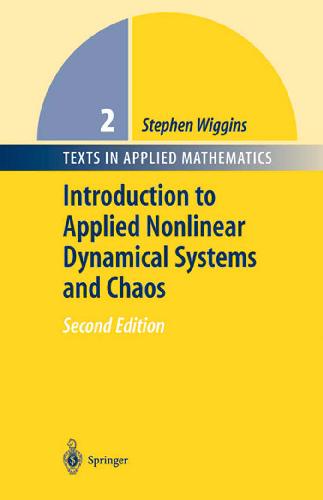 2
Stephen Wiggins
TEXTS IN APPLIED MATHEMATICS
Introduction to
Applied Nonlinear
Dynamical Systems
and Chaos
Second Edition
Springer